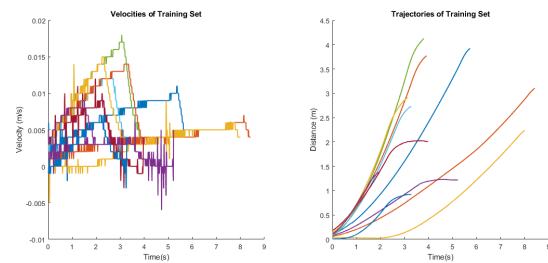 Velocities of Training Set
0.02
0.015
0.01
0.005
0
-0.005
-0.01
Velocity (m/s)
0 1 2 3 4 5 6 7 8 9
Time(s)
Trajectories of Training Set
4.5
4
3.5
3
2.5
2
1.5
1
0.5
0
Distance (m)
0 1 2 3 4 5 6 7 8 9
Time(s)